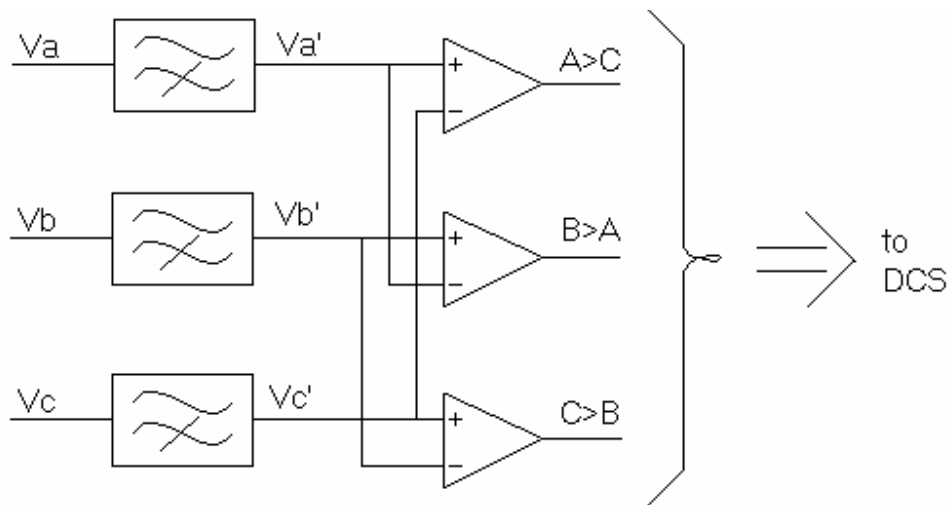 Va
Va'
+
−
A>C
Vb
Vb'
+
−
B>A
to
DCS
Vc
Vc'
+
−
C>B